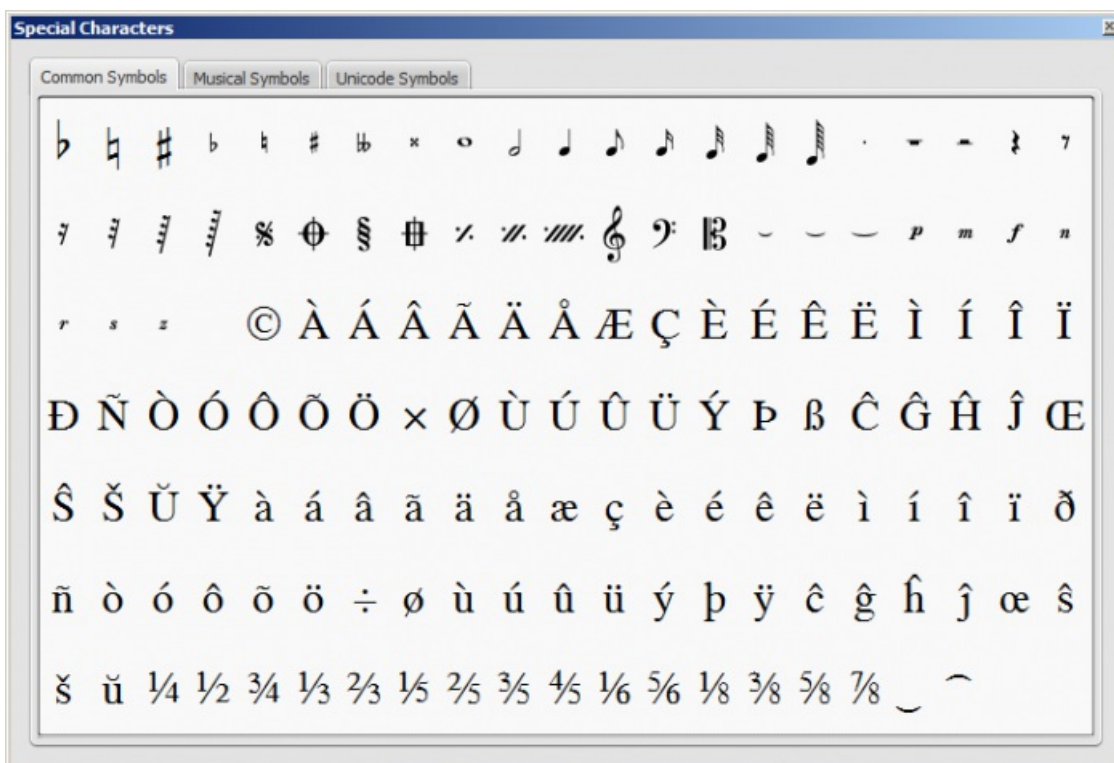 Special Characters
Common Symbols Musical Symbols Unicode Symbols
♭ ♮ ♯ ♭ ♮ ♯ 𝄫 𝄪 𝅝 𝅗𝅥 𝅘𝅥 𝅘𝅥𝅮 𝅘𝅥𝅯 𝅘𝅥𝅰 𝅘𝅥𝅱 𝅘𝅥𝅲 . 𝄻 𝄼 𝄽 𝄾
𝄿 𝅀 𝅁 𝅂 𝄋 𝄌 § 𝄞 𝄢 𝄡 p m f n
r s z © À Á Â Ã Ä Å Æ Ç È É Ê Ë Ì Í Î Ï
Ð Ñ Ò Ó Ô Õ Ö × Ø Ù Ú Û Ü Ý Þ ß Ĉ Ĝ Ĥ Ĵ Œ
Ŝ Š Ŭ Ÿ à á â ã ä å æ ç è é ê ë ì í î ï ð
ñ ò ó ô õ ö ÷ ø ù ú û ü ý þ ÿ ĉ ĝ ĥ ĵ œ ŝ
š ŭ ¼ ½ ¾ ⅓ ⅔ ⅕ ⅖ ⅗ ⅘ ⅙ ⅚ ⅛ ⅜ ⅝ ⅞ ‿ ⁀